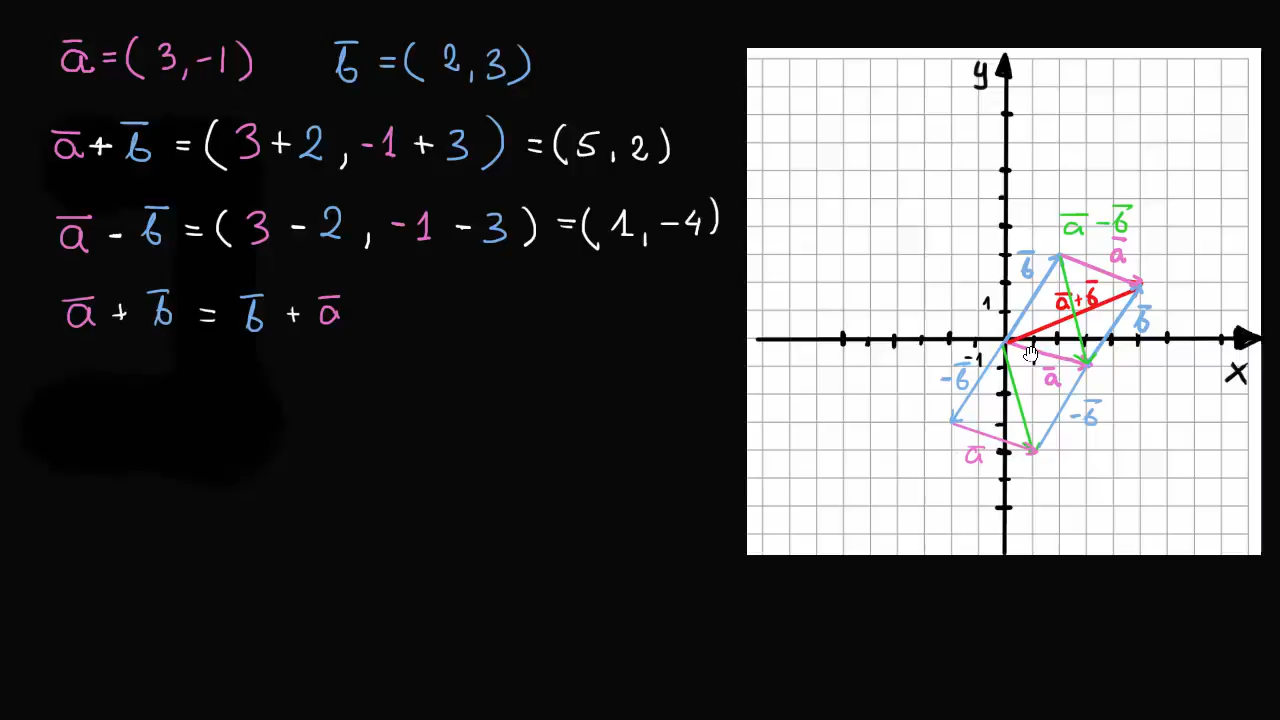 a̅ = (3, -1) b̅ = (2, 3)
a̅ + b̅ = (3 + 2, -1 + 3) = (5, 2)
a̅ - b̅ = (3 - 2, -1 - 3) = (1, -4)
a̅ + b̅ = b̅ + a̅
y
a̅ - b̅
a̅
b̅
a̅ + b̅
1
b̅
-1
x
-b̅
a̅
-b̅
a̅